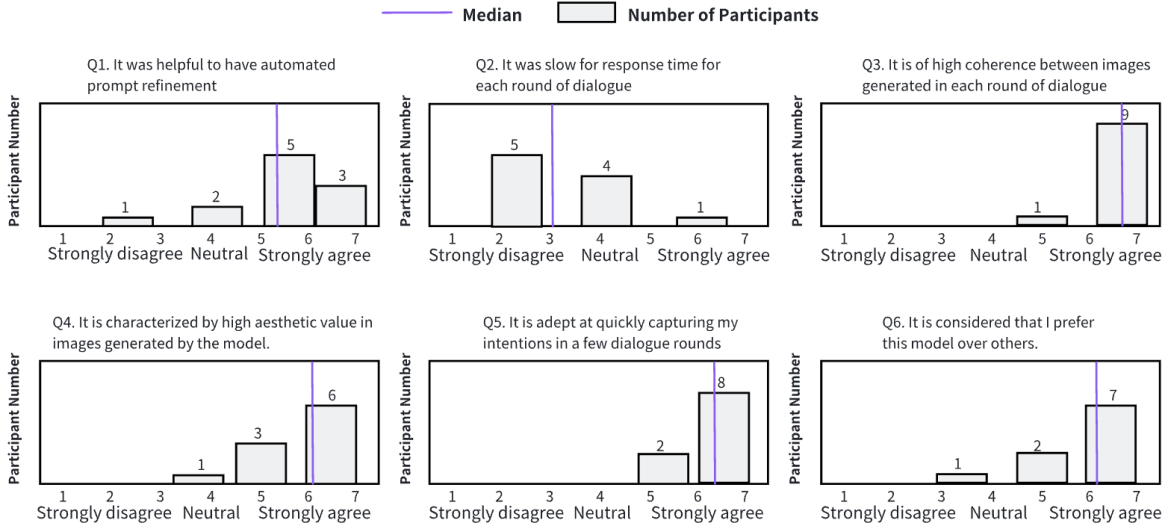 Median Number of Participants
Q1. It was helpful to have automated
prompt refinement
Participant Number
1
2
5
3
1 2 3 4 5 6 7
Strongly disagree Neutral Strongly agree
Q2. It was slow for response time for
each round of dialogue
5
4
1
1 2 3 4 5 6 7
Strongly disagree Neutral Strongly agree
Q3. It is of high coherence between images
generated in each round of dialogue
Participant Number
1
9
1 2 3 4 5 6 7
Strongly disagree Neutral Strongly agree
Q4. It is characterized by high aesthetic value in
images generated by the model.
Participant Number
1
3
6
1 2 3 4 5 6 7
Strongly disagree Neutral Strongly agree
Q5. It is adept at quickly capturing my
intentions in a few dialogue rounds
Participant Number
2
8
1 2 3 4 5 6 7
Strongly disagree Neutral Strongly agree
Q6. It is considered that I prefer
this model over others.
Participant Number
1
2
7
1 2 3 4 5 6 7
Strongly disagree Neutral Strongly agree
Participant Number